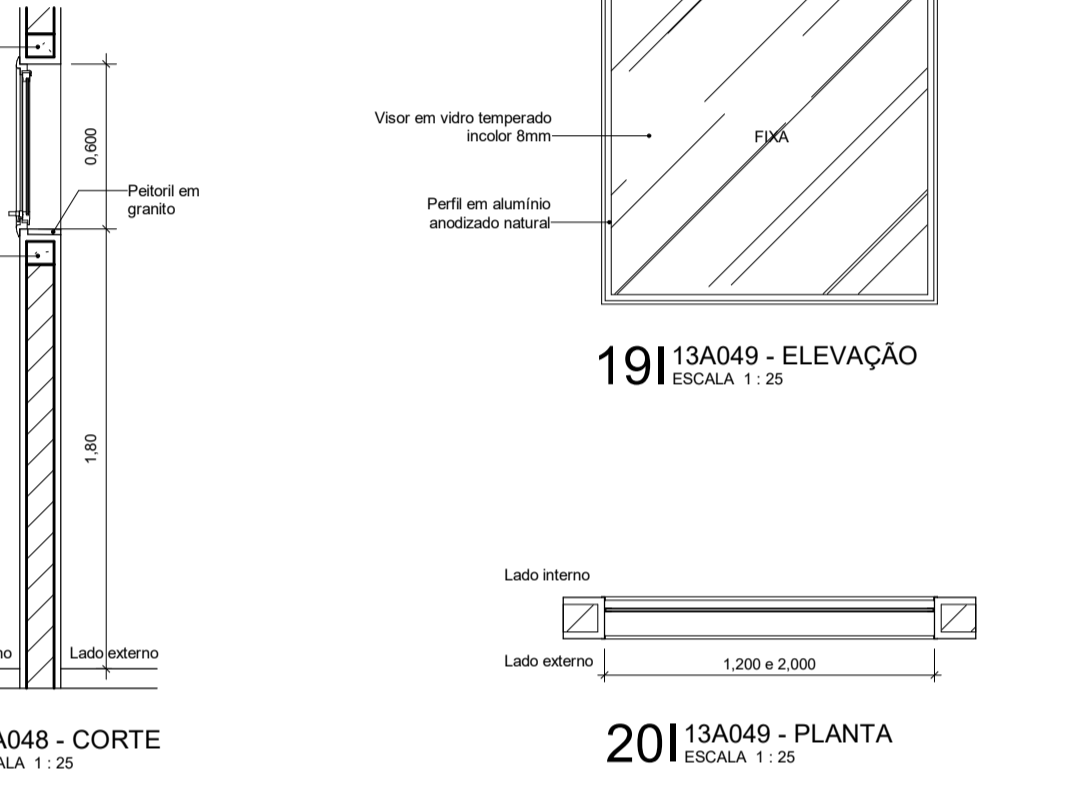 0,600
Peitoril em
granito
1,80
no
Lado externo
A048 - CORTE
ALA 1 : 25
Visor em vidro temperado
incolor 8mm
FIXA
Perfil em alumínio
anodizado natural
19 13A049 - ELEVAÇÃO
ESCALA 1 : 25
Lado interno
Lado externo
1,200 e 2,000
20 13A049 - PLANTA
ESCALA 1 : 25